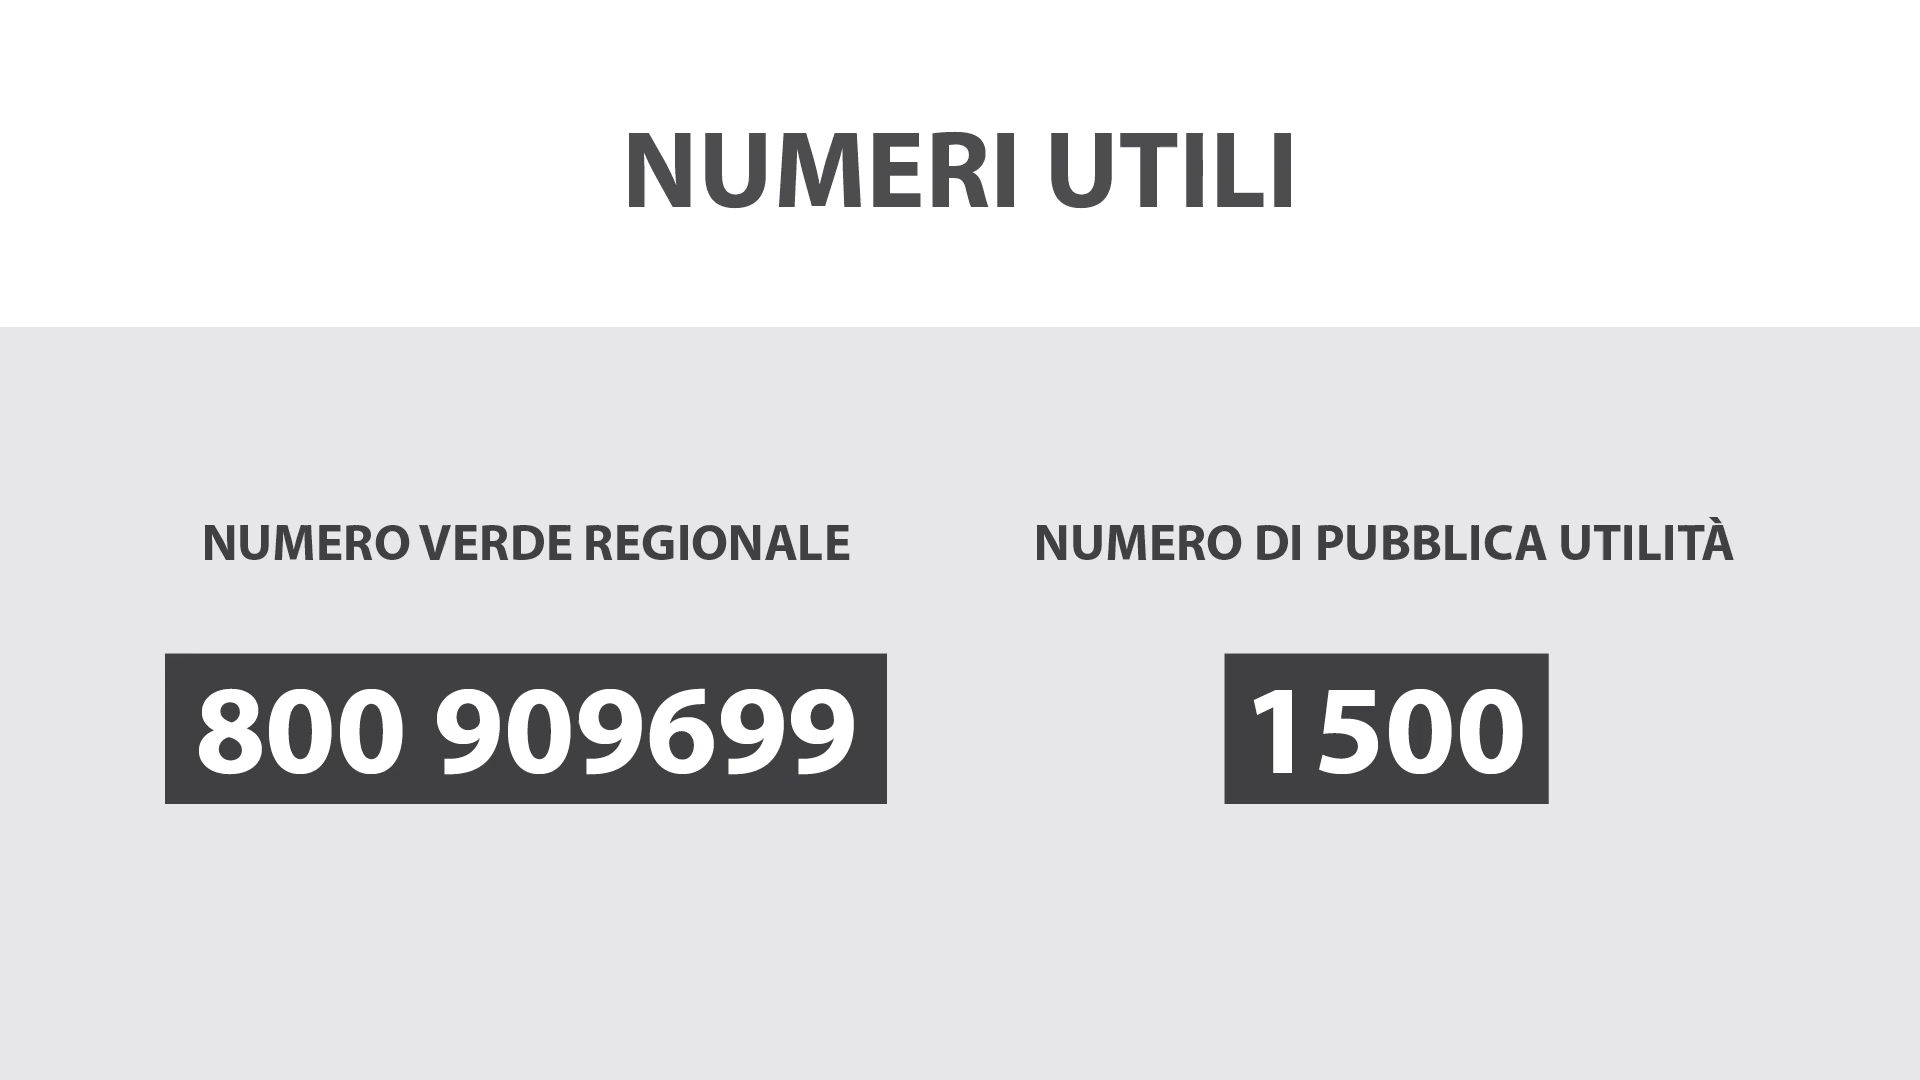 NUMERI UTILI
NUMERO VERDE REGIONALE
800 909699
NUMERO DI PUBBLICA UTILITÀ
1500